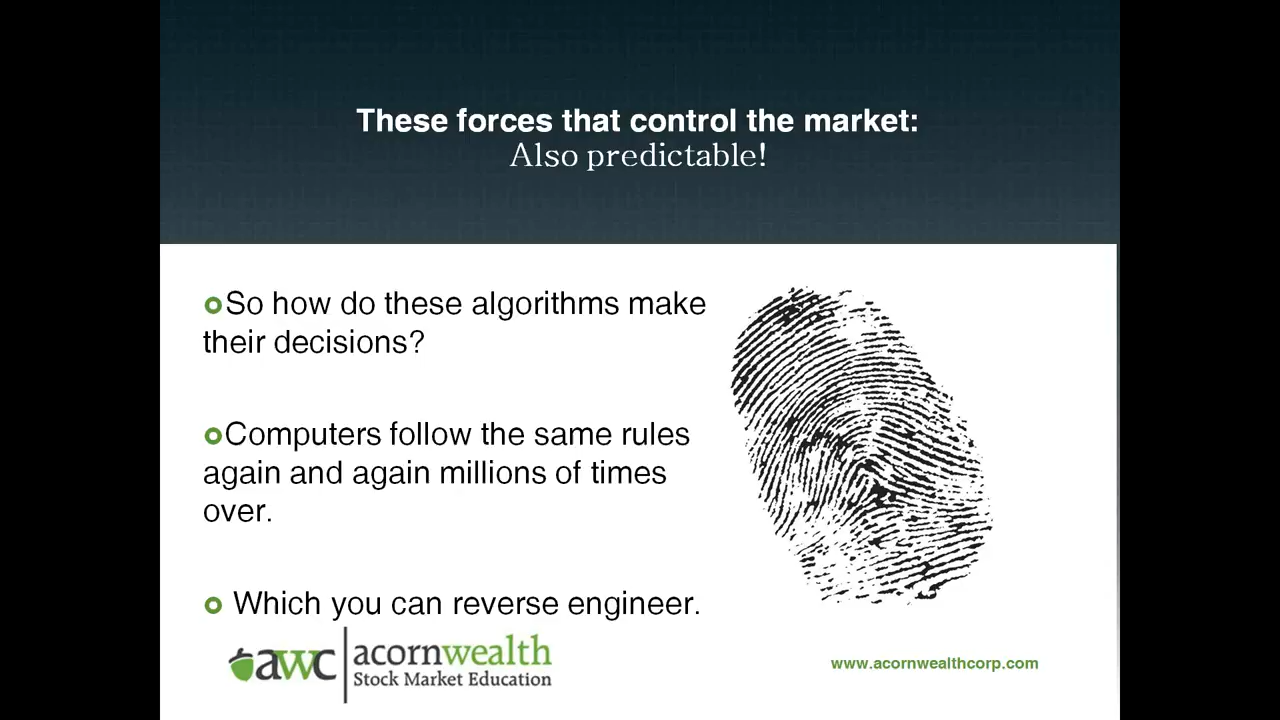 These forces that control the market:
Also predictable!
So how do these algorithms make
their decisions?
Computers follow the same rules
again and again millions of times
over.
Which you can reverse engineer.
awc
acornwealth
Stock Market Education
www.acornwealthcorp.com